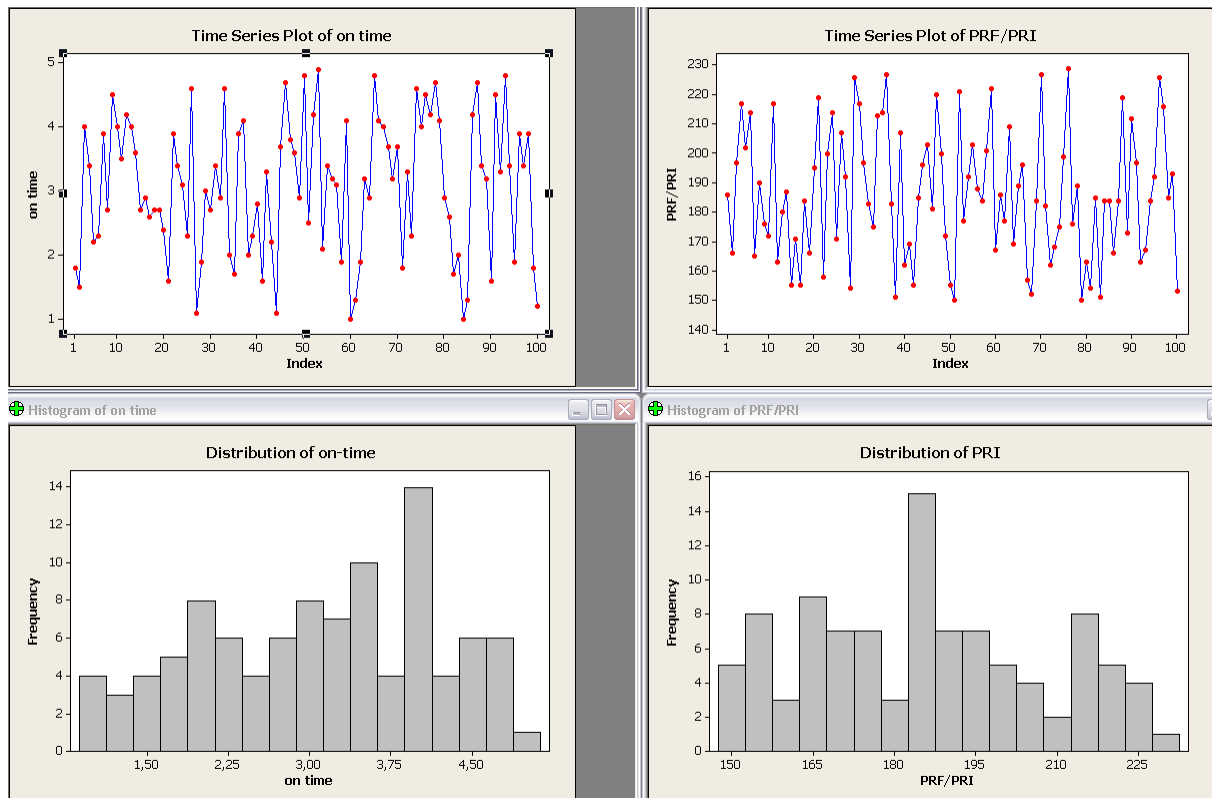 Time Series Plot of on time
5
4
3
2
1
on time
1 10 20 30 40 50 60 70 80 90 100
Index
Time Series Plot of PRF/PRI
230
220
210
200
190
180
170
160
150
140
PRF/PRI
1 10 20 30 40 50 60 70 80 90 100
Index
Histogram of on time
Distribution of on-time
14
12
10
8
6
4
2
0
Frequency
1,50 2,25 3,00 3,75 4,50
on time
Histogram of PRF/PRI
Distribution of PRI
16
14
12
10
8
6
4
2
0
Frequency
150 165 180 195 210 225
PRF/PRI